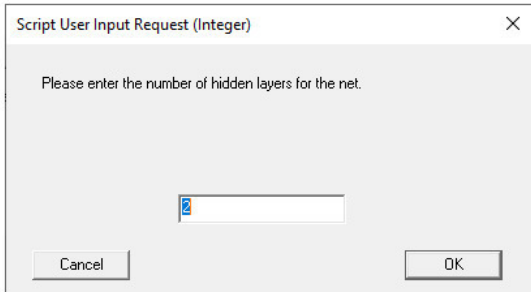 Script User Input Request (Integer)
Please enter the number of hidden layers for the net.
2
Cancel
OK